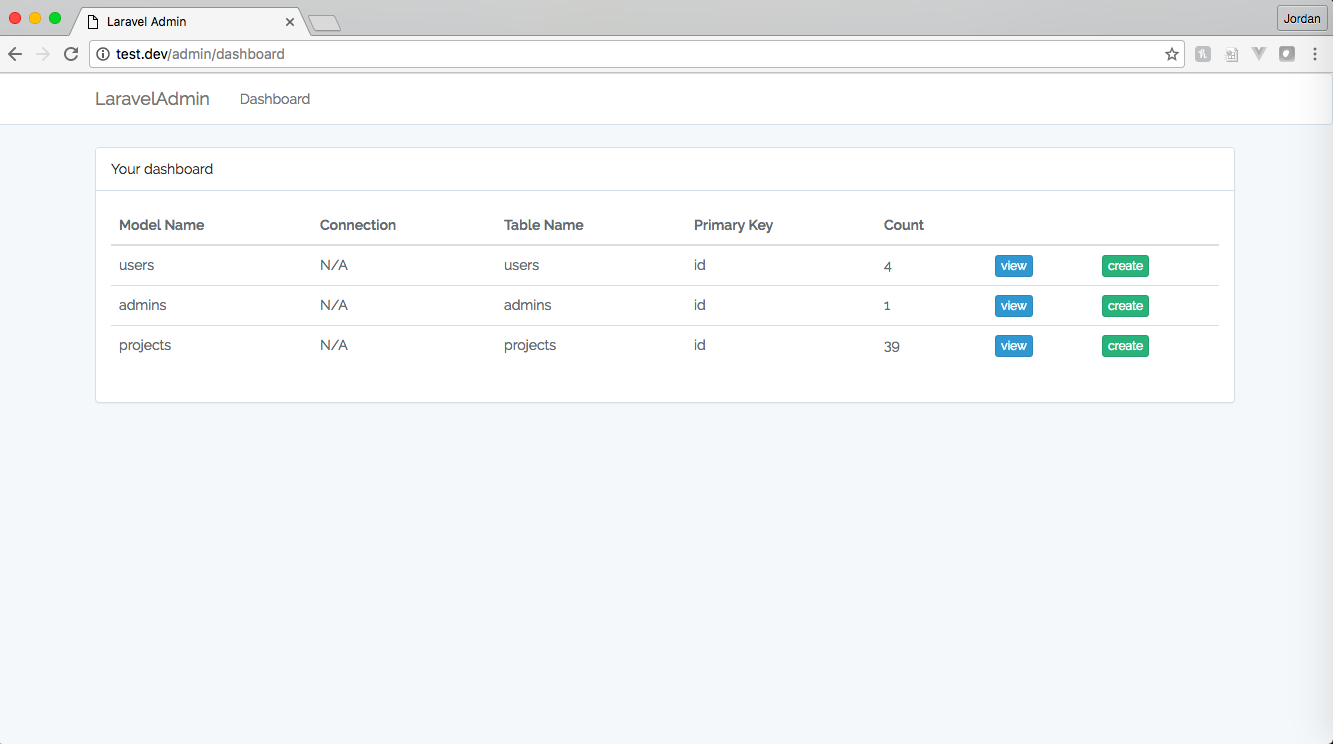 Laravel Admin
Jordan
test.dev/admin/dashboard
LaravelAdmin Dashboard
Your dashboard
Model Name Connection Table Name Primary Key Count
users N/A users id 4 view create
admins N/A admins id 1 view create
projects N/A projects id 39 view create